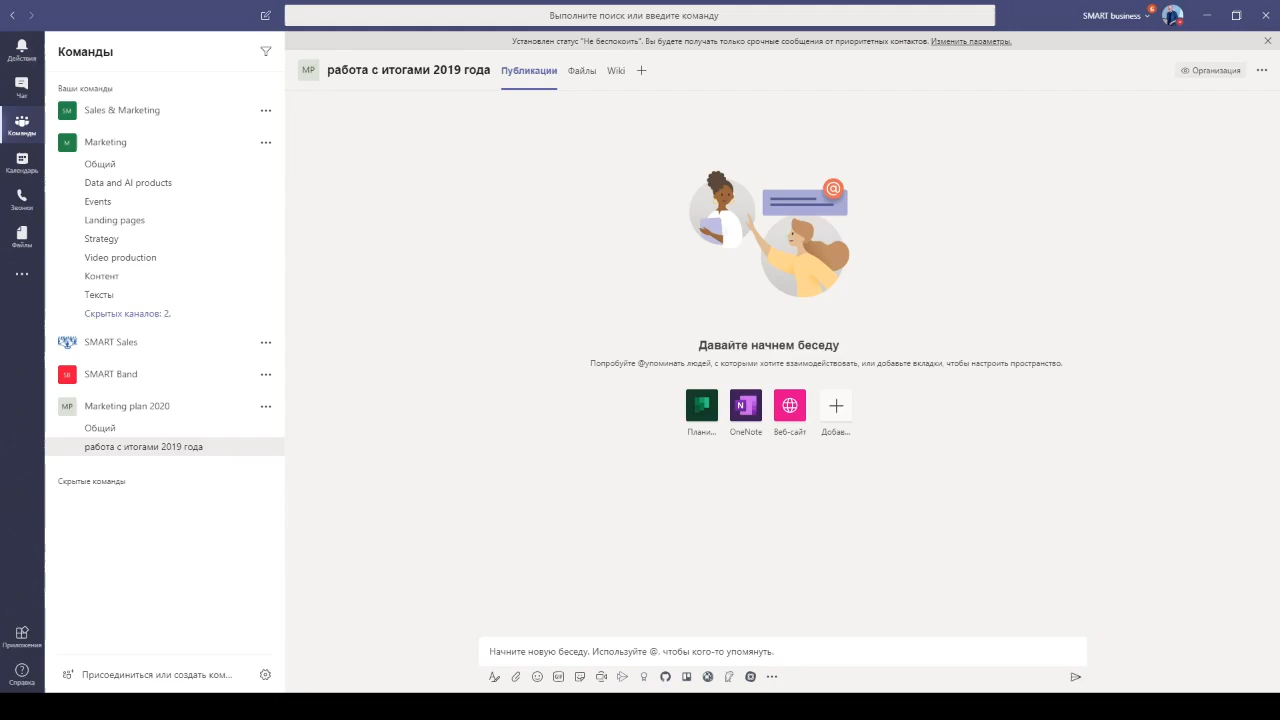 Выполните поиск или введите команду
SMART business
6
Установлен статус "Не беспокоить". Вы будете получать только срочные сообщения от приоритетных контактов. Изменить параметры.
Действия
Чат
Команды
Календарь
Звонки
Файлы
Приложения
Справка
Команды
Ваши команды
SM Sales & Marketing
M Marketing
Общий
Data and AI products
Events
Landing pages
Strategy
Video production
Контент
Тексты
Скрытых каналов: 2.
SMART Sales
SB SMART Band
MP Marketing plan 2020
Общий
работа с итогами 2019 года
Скрытые команды
Присоединиться или создать ком...
MP работа с итогами 2019 года Публикации Файлы Wiki
Организация
@
Давайте начнем беседу
Попробуйте @упоминать людей, с которыми хотите взаимодействовать, или добавьте вкладки, чтобы настроить пространство.
N
Плани... OneNote Веб-сайт Добав...
Начните новую беседу. Используйте @, чтобы кого-то упомянуть.
GIF